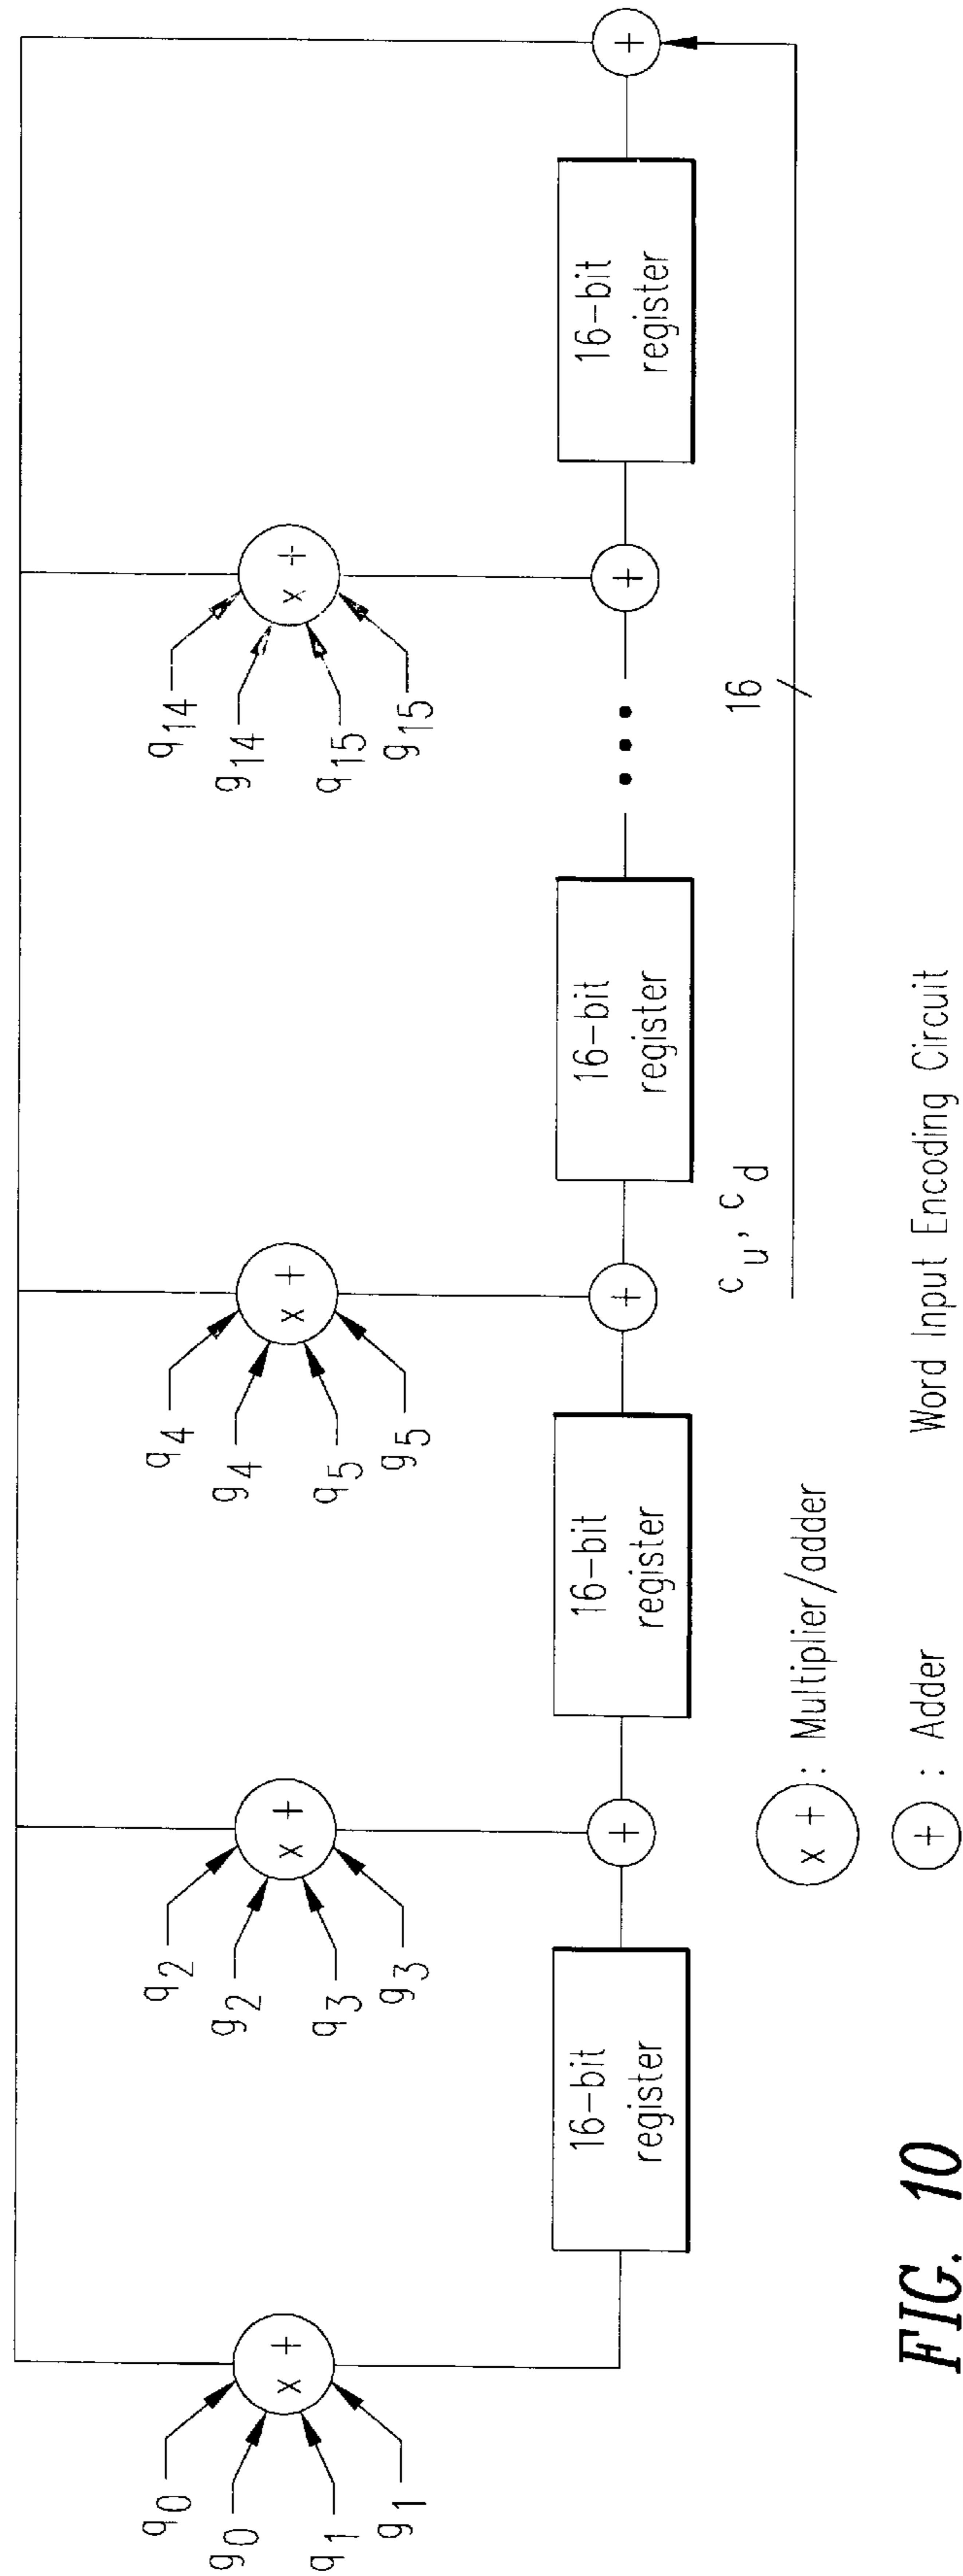 q0
g0
q1
g1
q2
g2
q3
g3
q4
g4
q5
g5
q14
g14
q15
g15
x +
x +
x +
x +
16-bit
register
+
16-bit
register
+
16-bit
register
...
+
16-bit
register
+
cu, cd
16
x + : Multiplier/adder
+ : Adder
Word Input Encoding Circuit
FIG. 10